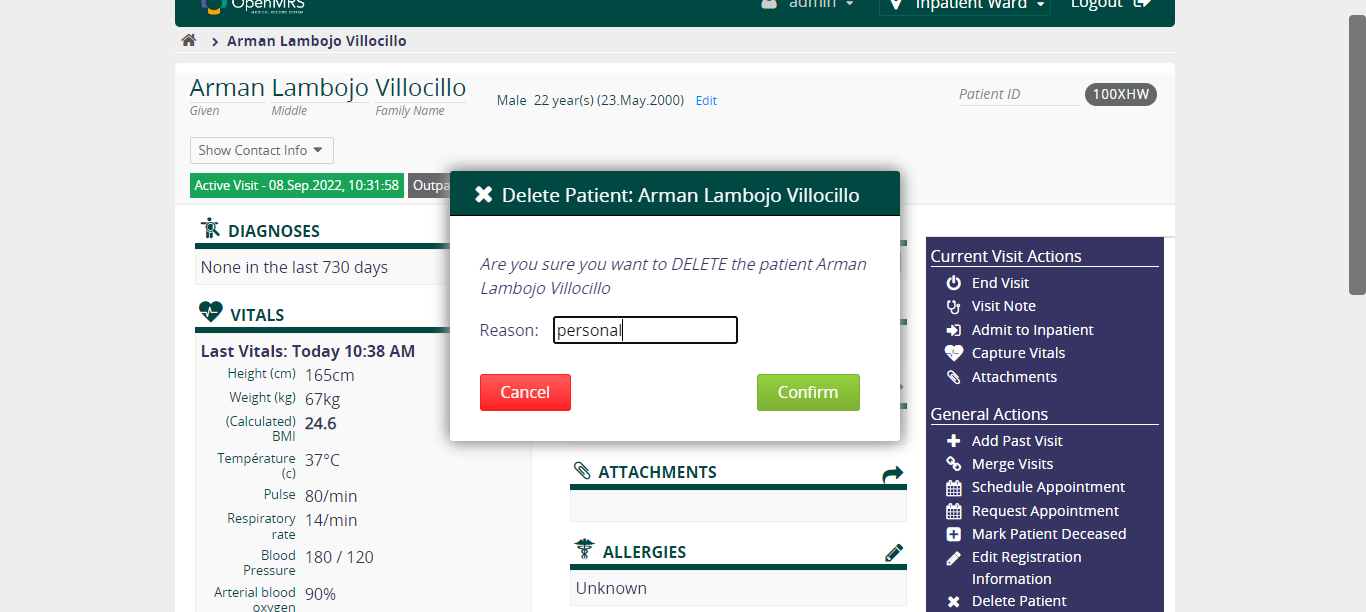 OpenMRS
MEDICAL RECORD SYSTEM
admin
Inpatient Ward
Logout
Arman Lambojo Villocillo
Arman Lambojo Villocillo
Given Middle Family Name
Male 22 year(s) (23.May.2000) Edit
Patient ID 100XHW
Show Contact Info
Active Visit - 08.Sep.2022, 10:31:58 Outpa
Delete Patient: Arman Lambojo Villocillo
Are you sure you want to DELETE the patient Arman
Lambojo Villocillo
Reason: personal
Cancel Confirm
DIAGNOSES
None in the last 730 days
VITALS
Last Vitals: Today 10:38 AM
Height (cm) 165cm
Weight (kg) 67kg
(Calculated) 24.6
BMI
Température 37°C
(c)
Pulse 80/min
Respiratory 14/min
rate
Blood 180 / 120
Pressure
Arterial blood 90%
oxygen
ATTACHMENTS
ALLERGIES
Unknown
Current Visit Actions
End Visit
Visit Note
Admit to Inpatient
Capture Vitals
Attachments
General Actions
Add Past Visit
Merge Visits
Schedule Appointment
Request Appointment
Mark Patient Deceased
Edit Registration
Information
Delete Patient